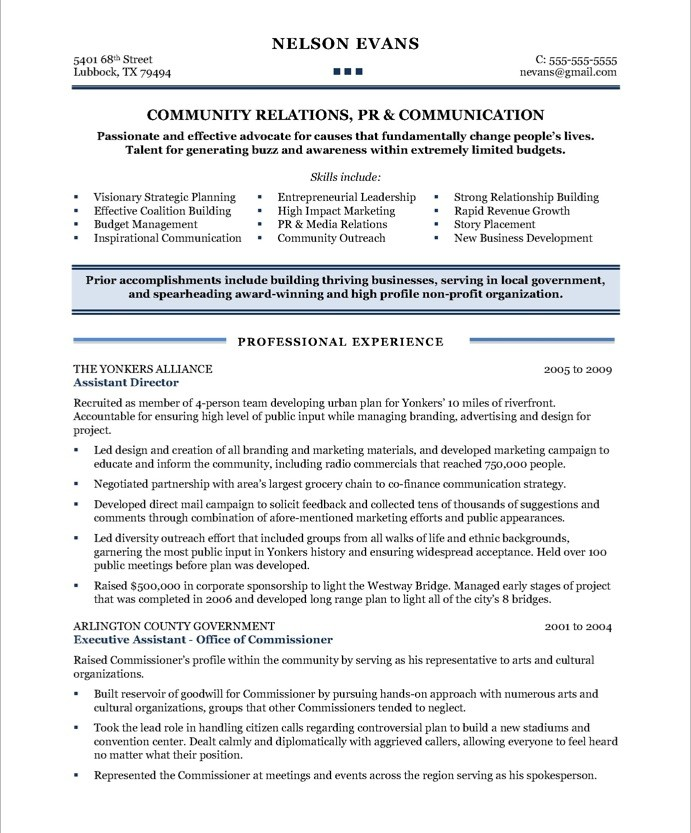 NELSON EVANS
5401 68th Street
C: 555-555-5555
Lubbock, TX 79494
nevans@gmail.com
COMMUNITY RELATIONS, PR & COMMUNICATION
Passionate and effective advocate for causes that fundamentally change people's lives.
Talent for generating buzz and awareness within extremely limited budgets.
Skills include:
▪ Visionary Strategic Planning ▪ Entrepreneurial Leadership ▪ Strong Relationship Building
▪ Effective Coalition Building ▪ High Impact Marketing ▪ Rapid Revenue Growth
▪ Budget Management ▪ PR & Media Relations ▪ Story Placement
▪ Inspirational Communication ▪ Community Outreach ▪ New Business Development
Prior accomplishments include building thriving businesses, serving in local government,
and spearheading award-winning and high profile non-profit organization.
PROFESSIONAL EXPERIENCE
THE YONKERS ALLIANCE 2005 to 2009
Assistant Director
Recruited as member of 4-person team developing urban plan for Yonkers' 10 miles of riverfront.
Accountable for ensuring high level of public input while managing branding, advertising and design for
project.
▪ Led design and creation of all branding and marketing materials, and developed marketing campaign to
educate and inform the community, including radio commercials that reached 750,000 people.
▪ Negotiated partnership with area's largest grocery chain to co-finance communication strategy.
▪ Developed direct mail campaign to solicit feedback and collected tens of thousands of suggestions and
comments through combination of afore-mentioned marketing efforts and public appearances.
▪ Led diversity outreach effort that included groups from all walks of life and ethnic backgrounds,
garnering the most public input in Yonkers history and ensuring widespread acceptance. Held over 100
public meetings before plan was developed.
▪ Raised $500,000 in corporate sponsorship to light the Westway Bridge. Managed early stages of project
that was completed in 2006 and developed long range plan to light all of the city's 8 bridges.
ARLINGTON COUNTY GOVERNMENT 2001 to 2004
Executive Assistant - Office of Commissioner
Raised Commissioner's profile within the community by serving as his representative to arts and cultural
organizations.
▪ Built reservoir of goodwill for Commissioner by pursuing hands-on approach with numerous arts and
cultural organizations, groups that other Commissioners tended to neglect.
▪ Took the lead role in handling citizen calls regarding controversial plan to build a new stadiums and
convention center. Dealt calmly and diplomatically with aggrieved callers, allowing everyone to feel heard
no matter what their position.
▪ Represented the Commissioner at meetings and events across the region serving as his spokesperson.